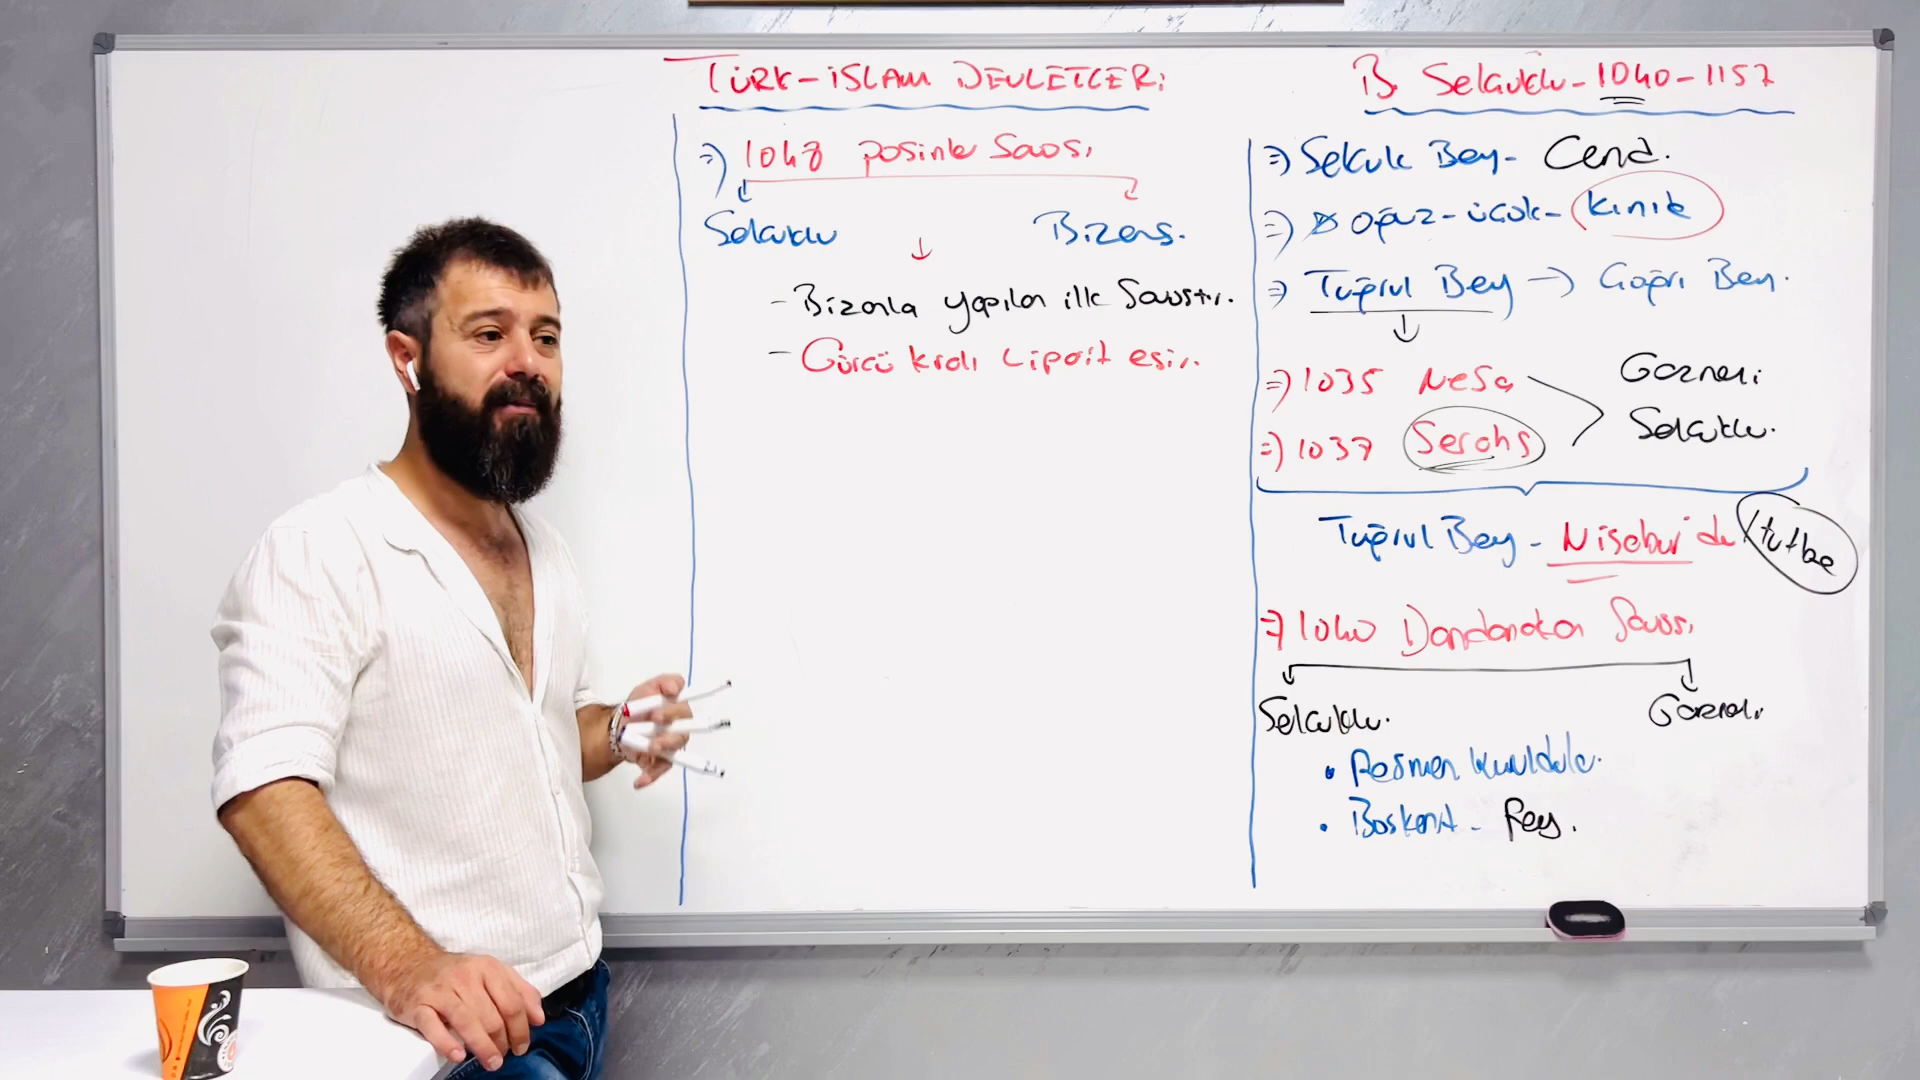 TÜRK-İSLAM DEVLETLERİ
⇒ 1048 Pasinler Savaşı
Selçuklu Bizans.
- Bizansla yapılan ilk Savaştır.
- Gürcü kralı Liparit esir.
B. Selçuklu - 1040 - 1157
⇒ Selçuk Bey - Cend.
⇒ Oğuz - üçok - Kınık
⇒ Tuğrul Bey → Çağrı Bey.
⇒ 1035 Nesa
⇒ 1037 Serahs
Gazneli
Selçuklu.
Tuğrul Bey - Nişabur'da Hutbe
⇒ 1040 Dandanakan Savaşı
Selçuklu. Gazneli
• Resmen kuruldular.
• Başkent - Rey.